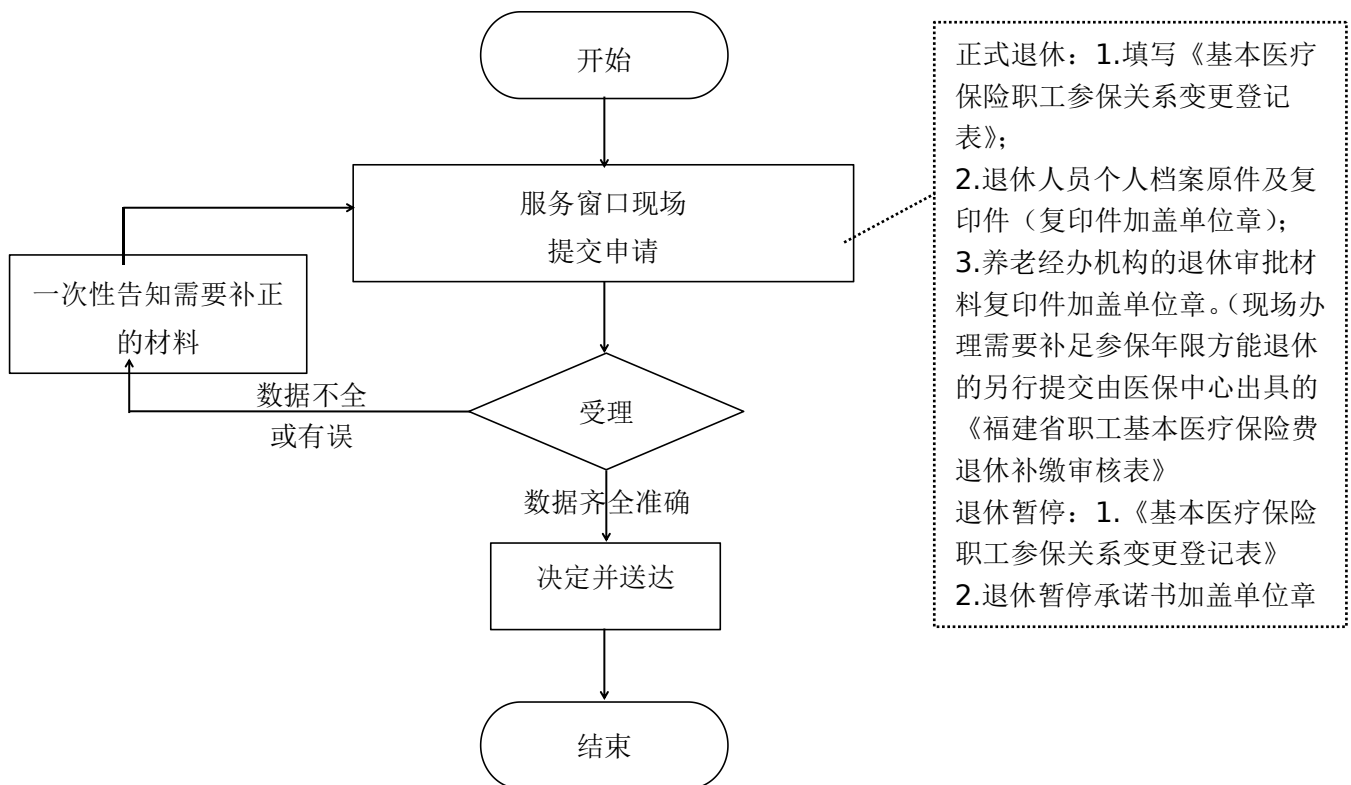 开始
服务窗口现场
提交申请
一次性告知需要补正
的材料
数据不全
或有误
受理
数据齐全准确
决定并送达
结束
正式退休：1.填写《基本医疗
保险职工参保关系变更登记
表》；
2.退休人员个人档案原件及复
印件（复印件加盖单位章）；
3.养老经办机构的退休审批材
料复印件加盖单位章。（现场办
理需要补足参保年限方能退休
的另行提交由医保中心出具的
《福建省职工基本医疗保险费
退休补缴审核表》
退休暂停：1.《基本医疗保险
职工参保关系变更登记表》
2.退休暂停承诺书加盖单位章